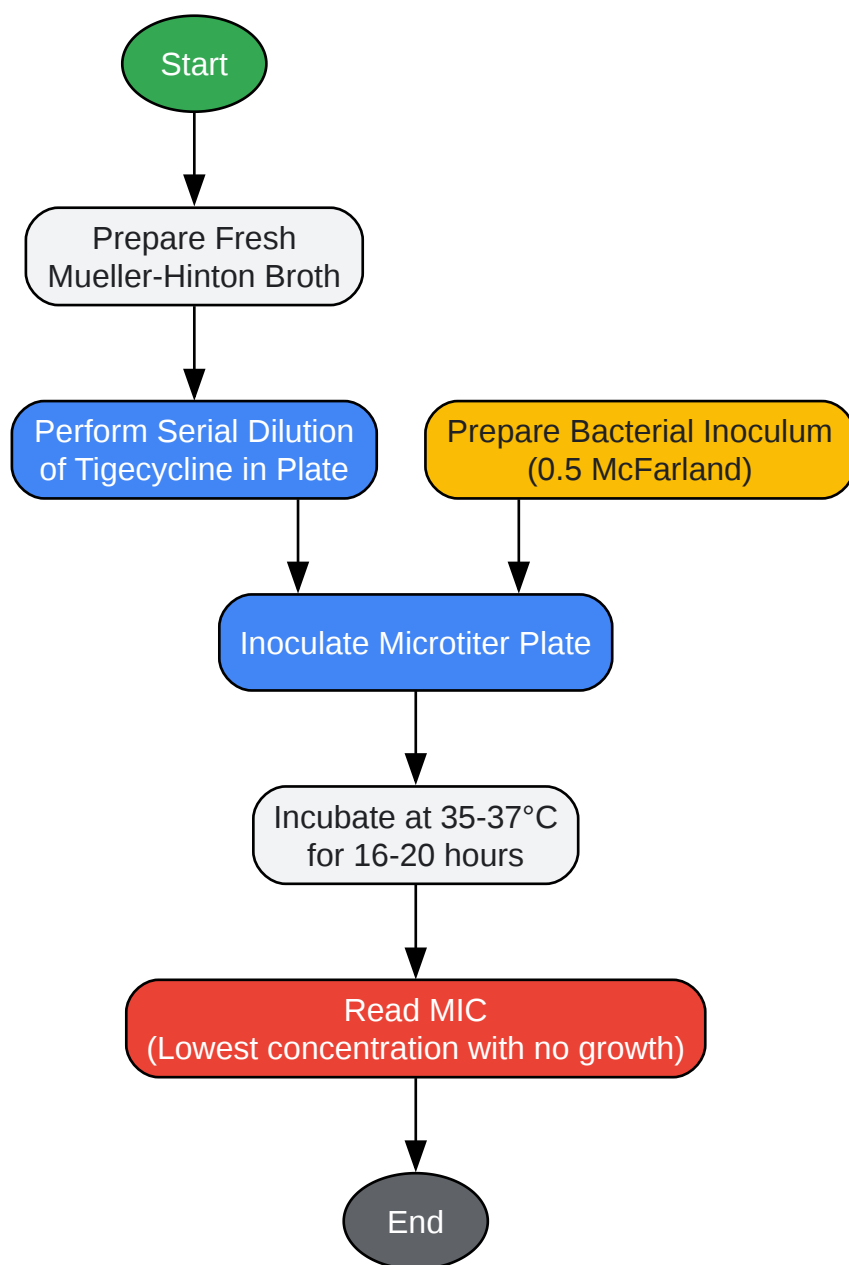 Start
Prepare Fresh
Mueller-Hinton Broth
Perform Serial Dilution
of Tigecycline in Plate
Prepare Bacterial Inoculum
(0.5 McFarland)
Inoculate Microtiter Plate
Incubate at 35-37°C
for 16-20 hours
Read MIC
(Lowest concentration with no growth)
End